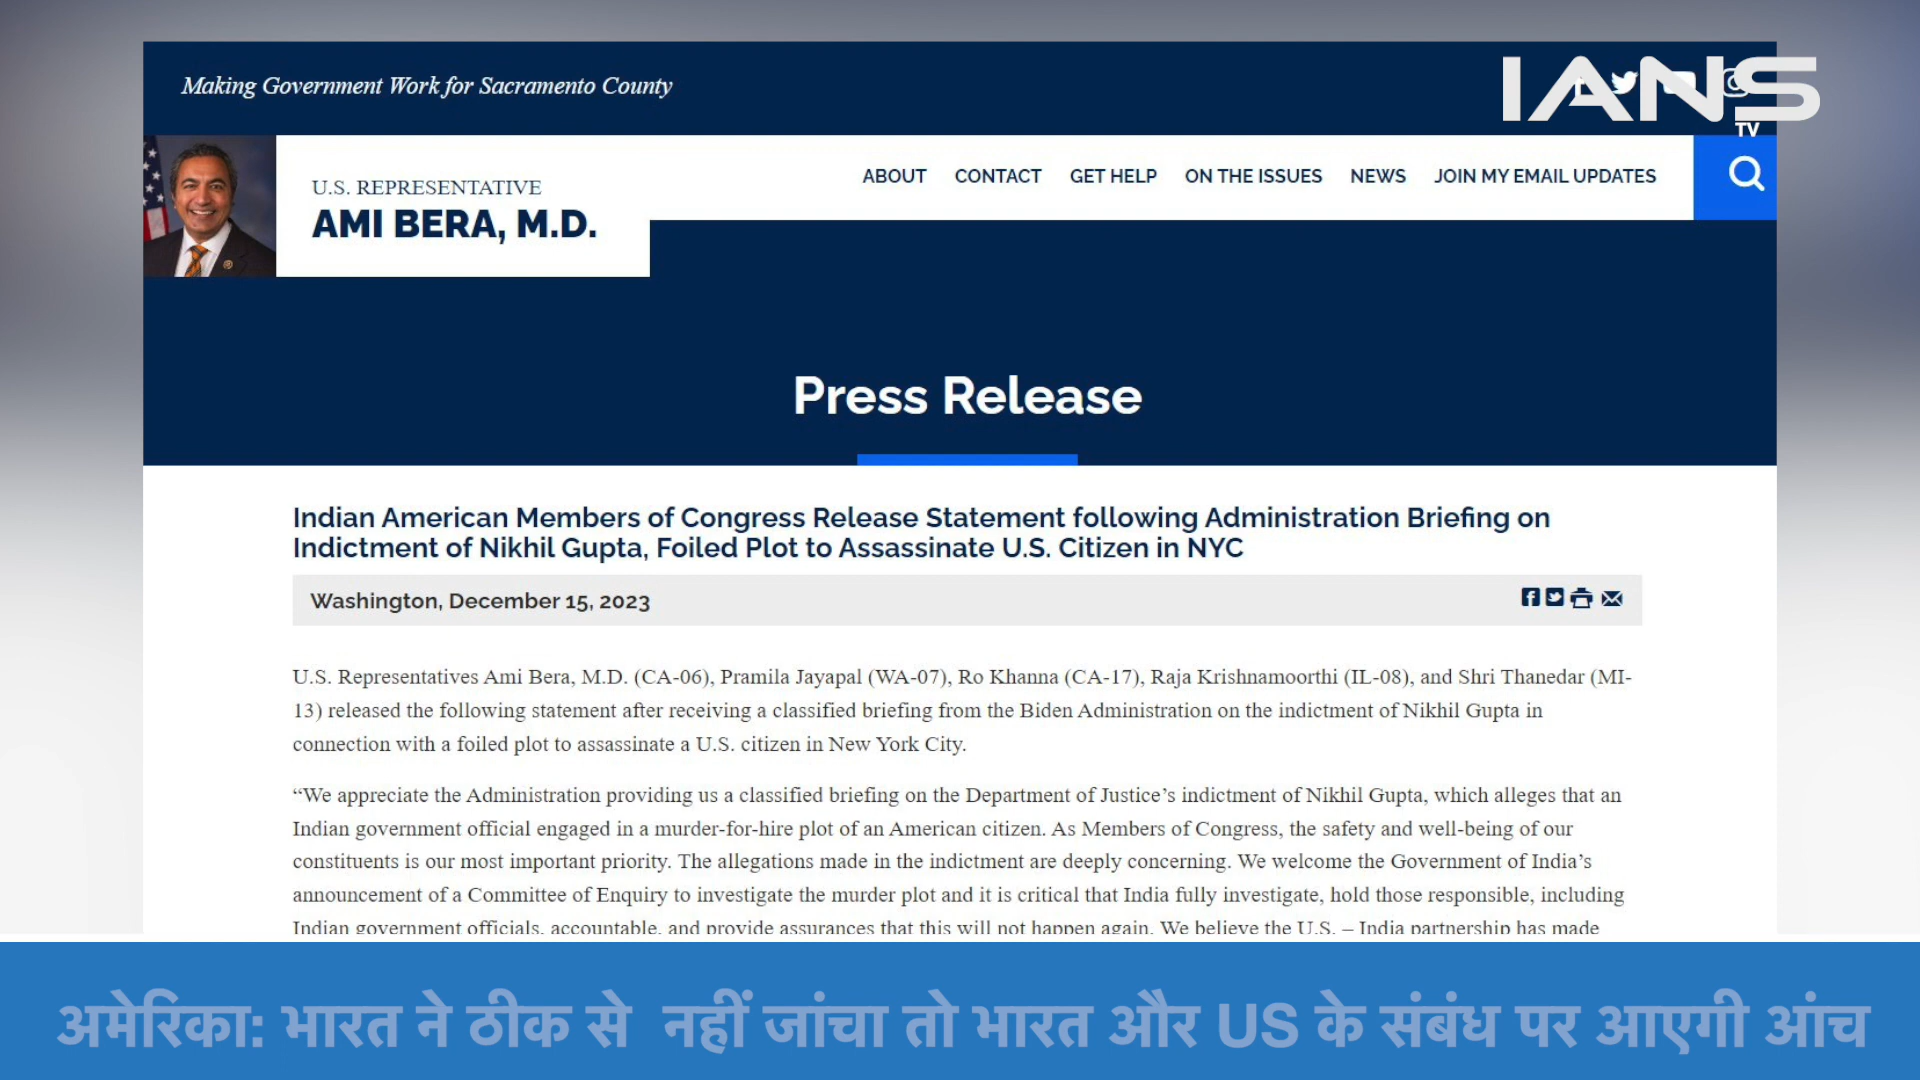 Making Government Work for Sacramento County
IANS
TV
U.S. REPRESENTATIVE
AMI BERA, M.D.
ABOUT CONTACT GET HELP ON THE ISSUES NEWS JOIN MY EMAIL UPDATES
Press Release
Indian American Members of Congress Release Statement following Administration Briefing on
Indictment of Nikhil Gupta, Foiled Plot to Assassinate U.S. Citizen in NYC
Washington, December 15, 2023
U.S. Representatives Ami Bera, M.D. (CA-06), Pramila Jayapal (WA-07), Ro Khanna (CA-17), Raja Krishnamoorthi (IL-08), and Shri Thanedar (MI-
13) released the following statement after receiving a classified briefing from the Biden Administration on the indictment of Nikhil Gupta in
connection with a foiled plot to assassinate a U.S. citizen in New York City.
“We appreciate the Administration providing us a classified briefing on the Department of Justice’s indictment of Nikhil Gupta, which alleges that an
Indian government official engaged in a murder-for-hire plot of an American citizen. As Members of Congress, the safety and well-being of our
constituents is our most important priority. The allegations made in the indictment are deeply concerning. We welcome the Government of India’s
announcement of a Committee of Enquiry to investigate the murder plot and it is critical that India fully investigate, hold those responsible, including
Indian government officials, accountable, and provide assurances that this will not happen again. We believe the U.S. – India partnership has made
अमेरिका: भारत ने ठीक से नहीं जांचा तो भारत और US के संबंध पर आएगी आंच